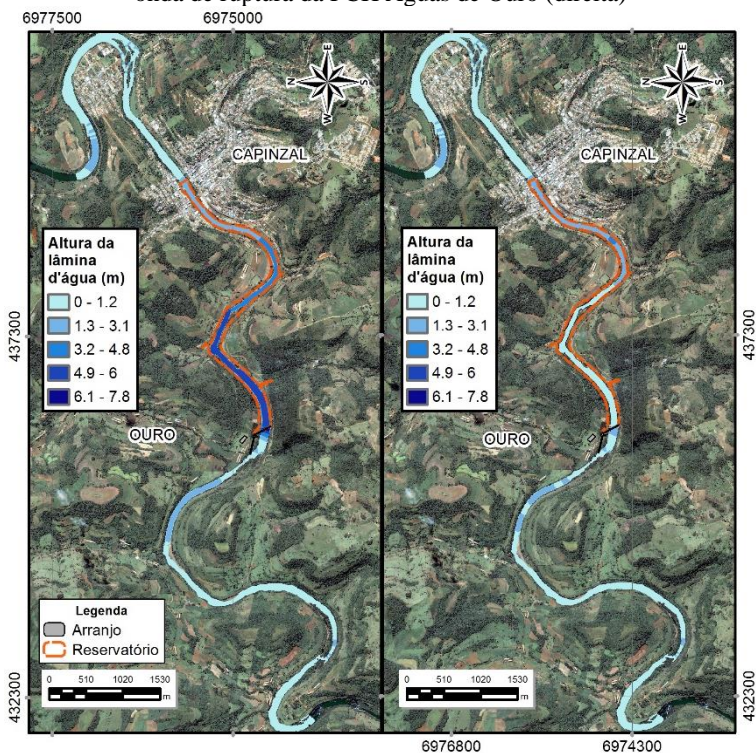 onda de ruptura da PCH Águas de Ouro (direita)
6977500
6975000
N
E
S
W
CAPINZAL
Altura da
lâmina
d'água (m)
0 - 1.2
1.3 - 3.1
3.2 - 4.8
4.9 - 6
6.1 - 7.8
OURO
Legenda
Arranjo
Reservatório
0 510 1020 1530
m
437300
432300
N
E
S
W
CAPINZAL
Altura da
lâmina
d'água (m)
0 - 1.2
1.3 - 3.1
3.2 - 4.8
4.9 - 6
6.1 - 7.8
OURO
0 510 1020 1530
m
437300
432300
6976800
6974300